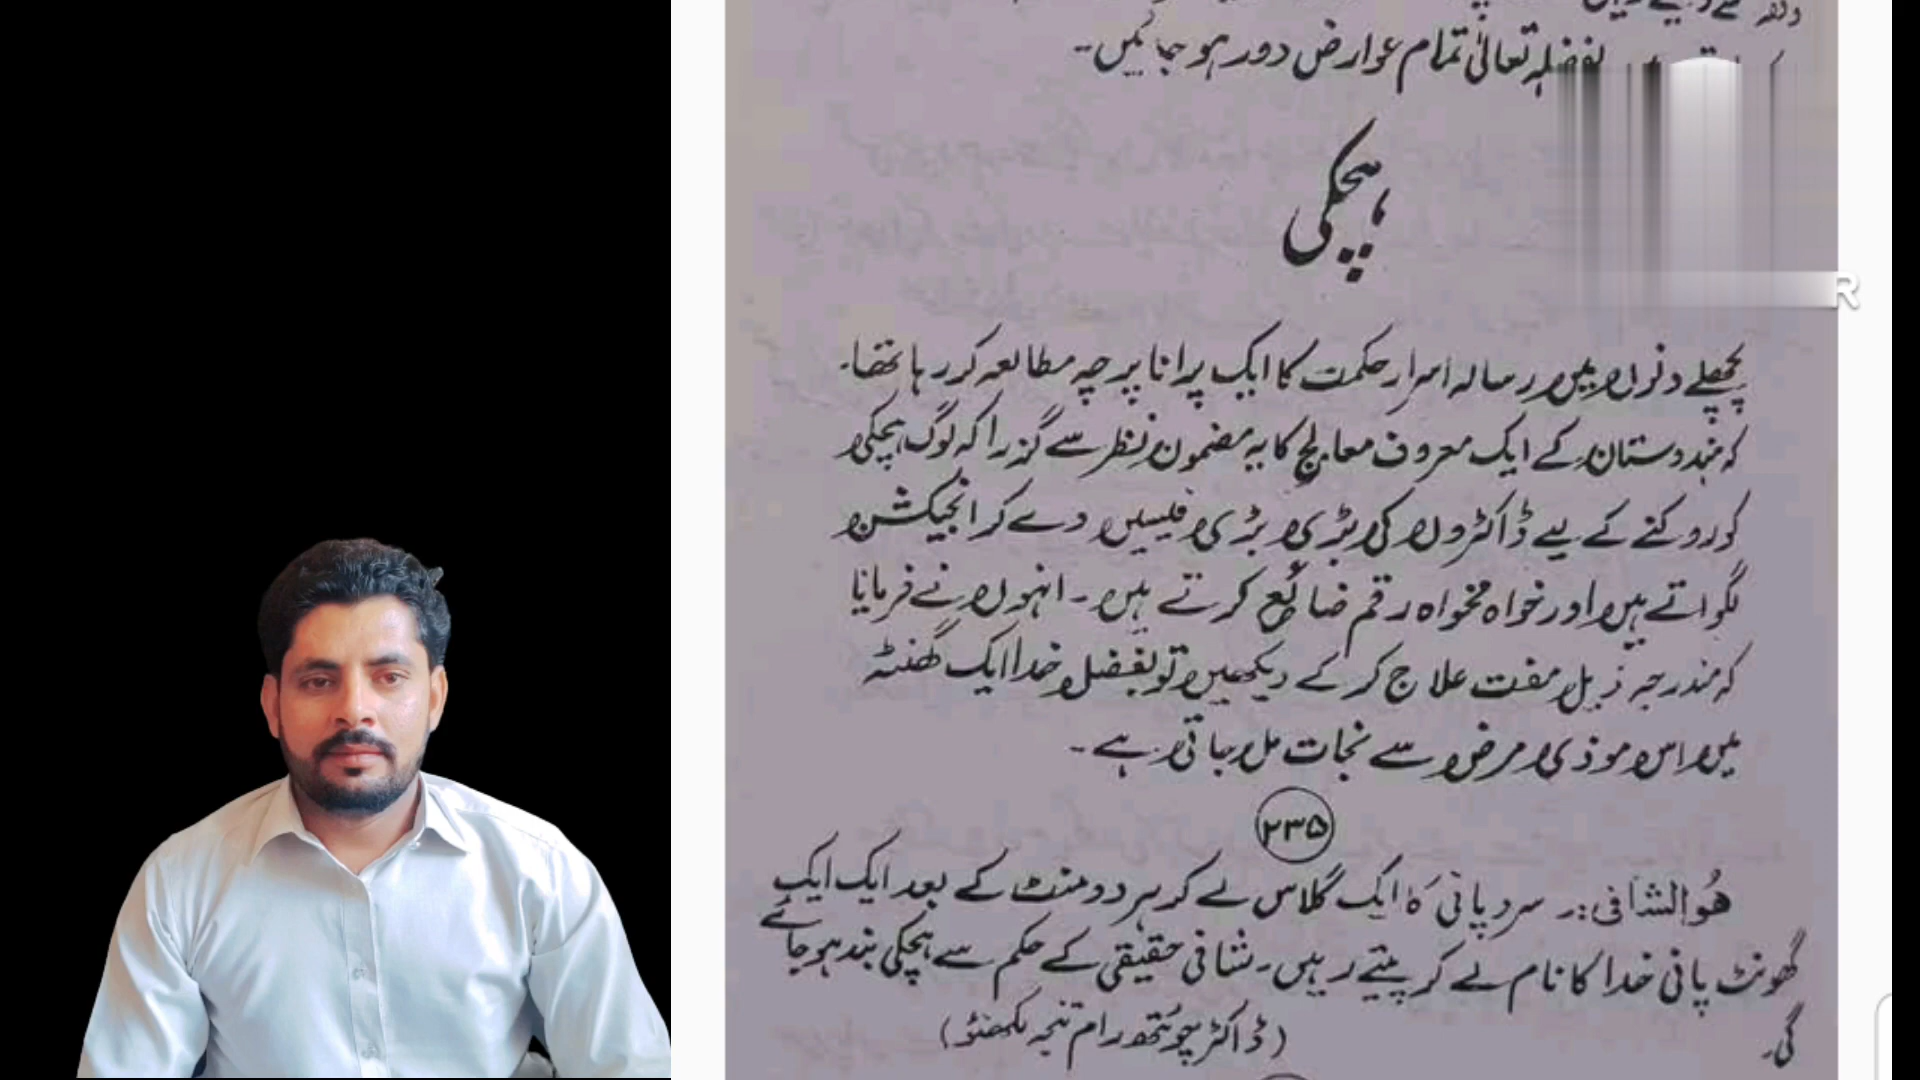 بفضلہ تعالیٰ تمام عوارض دور ہو جائیں۔
ہچکی
R
پچھلے دنوں میں رسالہ اسرار حکمت کا ایک پرانا پرچہ مطالعہ کر رہا تھا۔
کہ ہندوستان کے ایک معروف معالج کا یہ مضمون نظر سے گزرا کہ لوگ ہچکی
کو روکنے کے لیے ڈاکٹروں کی بڑی بڑی فیسیں دے کر انجیکشن
لگواتے ہیں اور خواہ مخواہ رقم ضائع کرتے ہیں۔ انہوں نے فرمایا
کہ مندرجہ ذیل مفت علاج کر کے دیکھیں تو بفضل خدا ایک گھنٹہ
میں اس موذی مرض سے نجات مل جاتی ہے۔
۲۳۵
ھُوالشافی:۔ سرد پانی کا ایک گلاس لے کر ہر دو منٹ کے بعد ایک ایک
گھونٹ پانی خدا کا نام لے کر پیتے رہیں۔ شافی حقیقی کے حکم سے ہچکی بند ہو جائے
گی۔
(ڈاکٹر رام لکھنؤ)